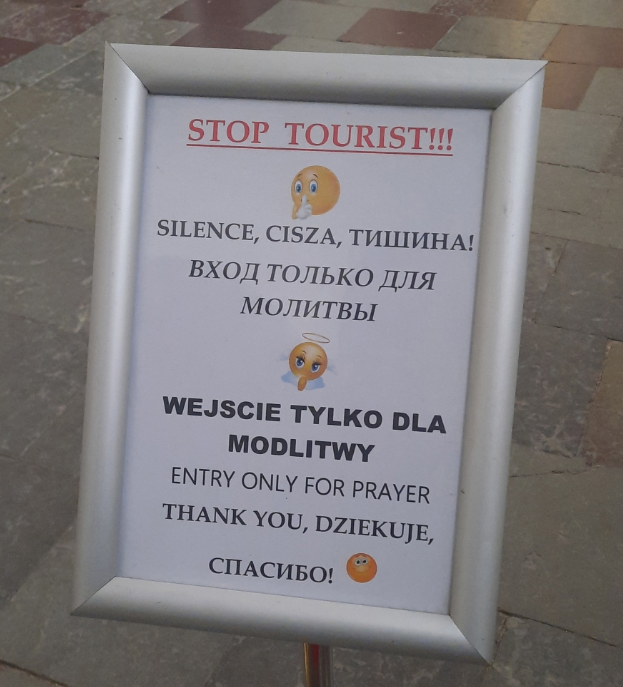 STOP TOURIST!!!
SILENCE, CISZA, ТИШИНА!
ВХОД ТОЛЬКО ДЛЯ
МОЛИТВЫ
WEJSCIE TYLKO DLA
MODLITWY
ENTRY ONLY FOR PRAYER
THANK YOU, DZIEKUJE,
СПАСИБО!